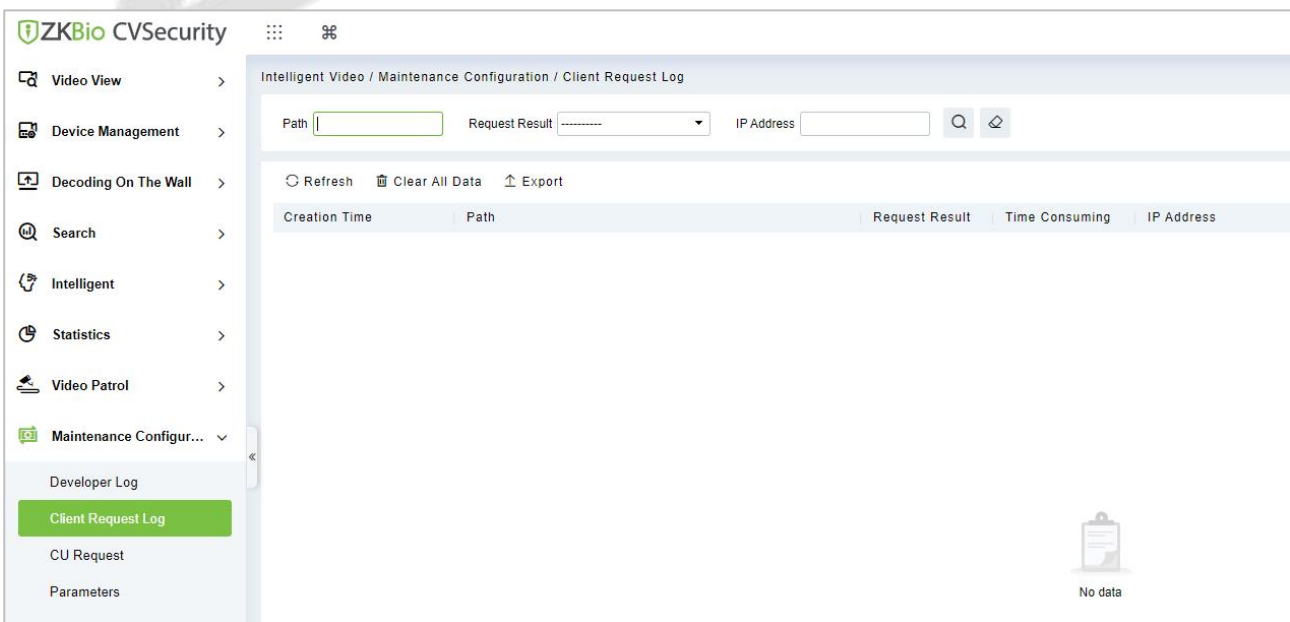 ZKBio CVSecurity
Video View
Device Management
Decoding On The Wall
Search
Intelligent
Statistics
Video Patrol
Maintenance Configur...
Developer Log
Client Request Log
CU Request
Parameters
Intelligent Video / Maintenance Configuration / Client Request Log
Path Request Result ---------- IP Address
Refresh Clear All Data Export
Creation Time Path Request Result Time Consuming IP Address
No data